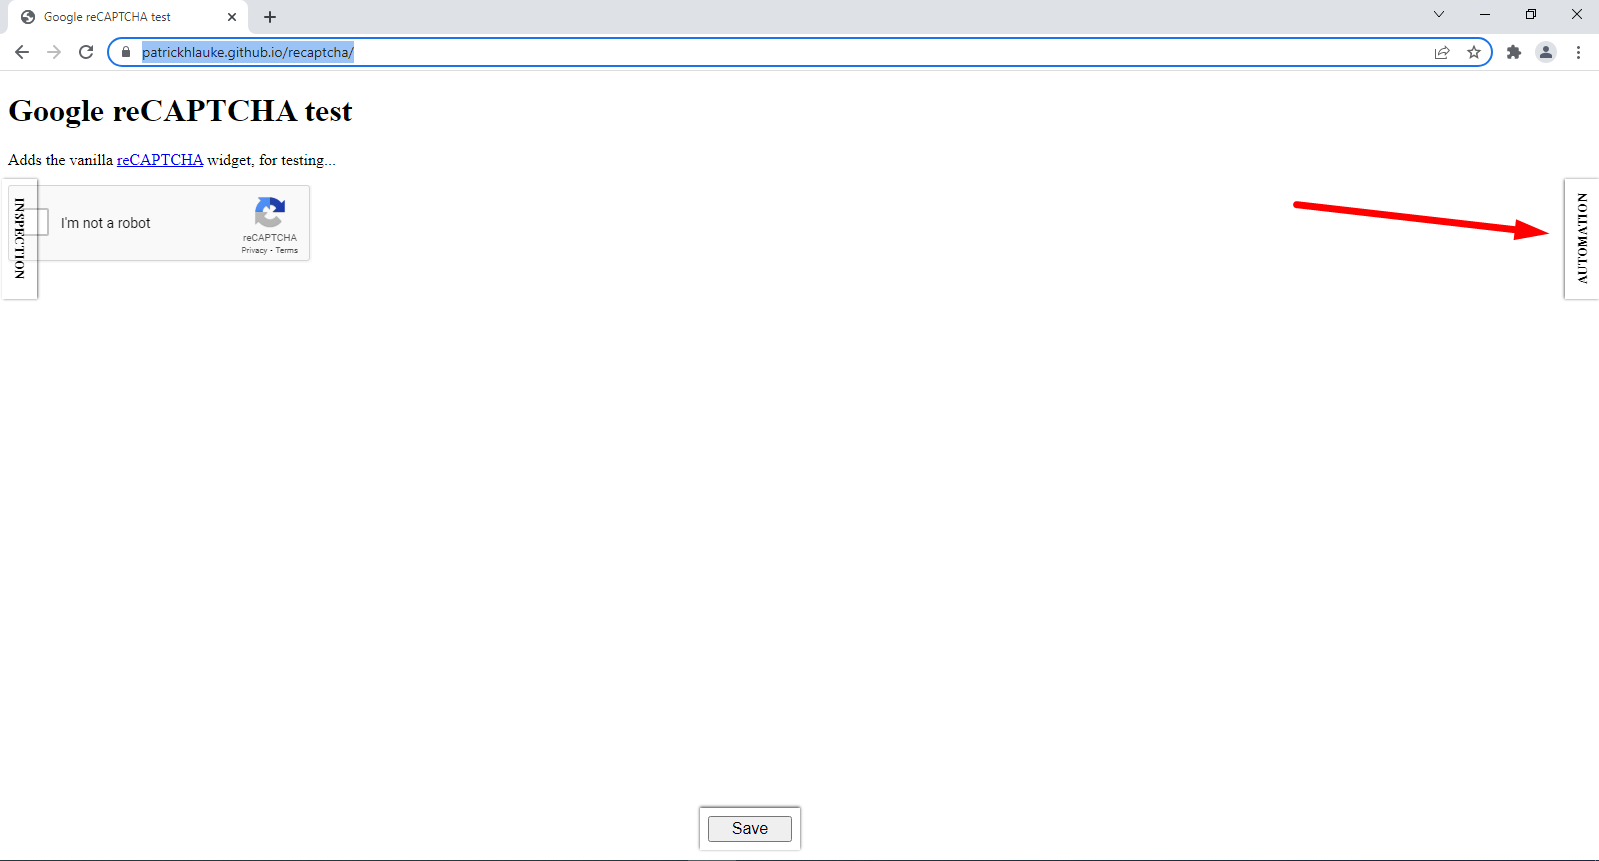 Google reCAPTCHA test
patrickhlauke.github.io/recaptcha/
Google reCAPTCHA test
Adds the vanilla reCAPTCHA widget, for testing...
INSPECTION
I'm not a robot
reCAPTCHA
Privacy - Terms
AUTOMATION
Save